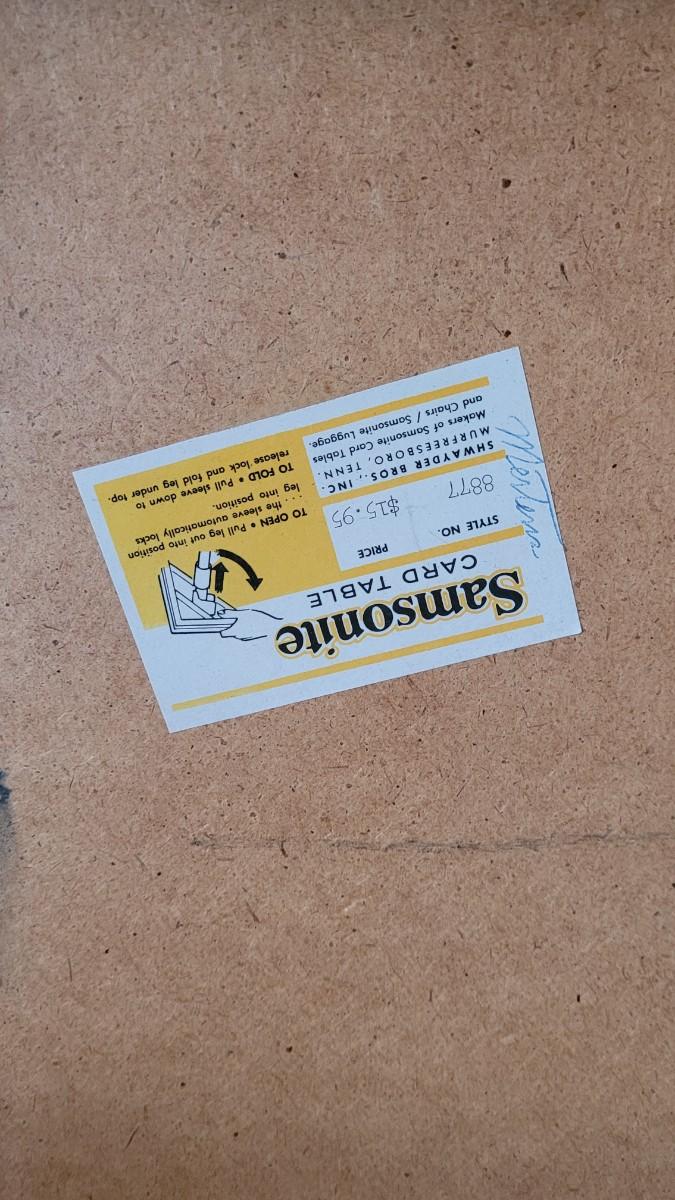 Samsonite
CARD TABLE
STYLE NO.
PRICE
8877
$15.95
SHWAYDER BROS., INC.
MURFREESBORO, TENN.
Makers of Samsonite Card Tables
and Chairs / Samsonite Luggage.
TO OPEN • Pull leg out into position
. . . the sleeve automatically locks
leg into position.
TO FOLD • Pull sleeve down to
release lock and fold leg under top.